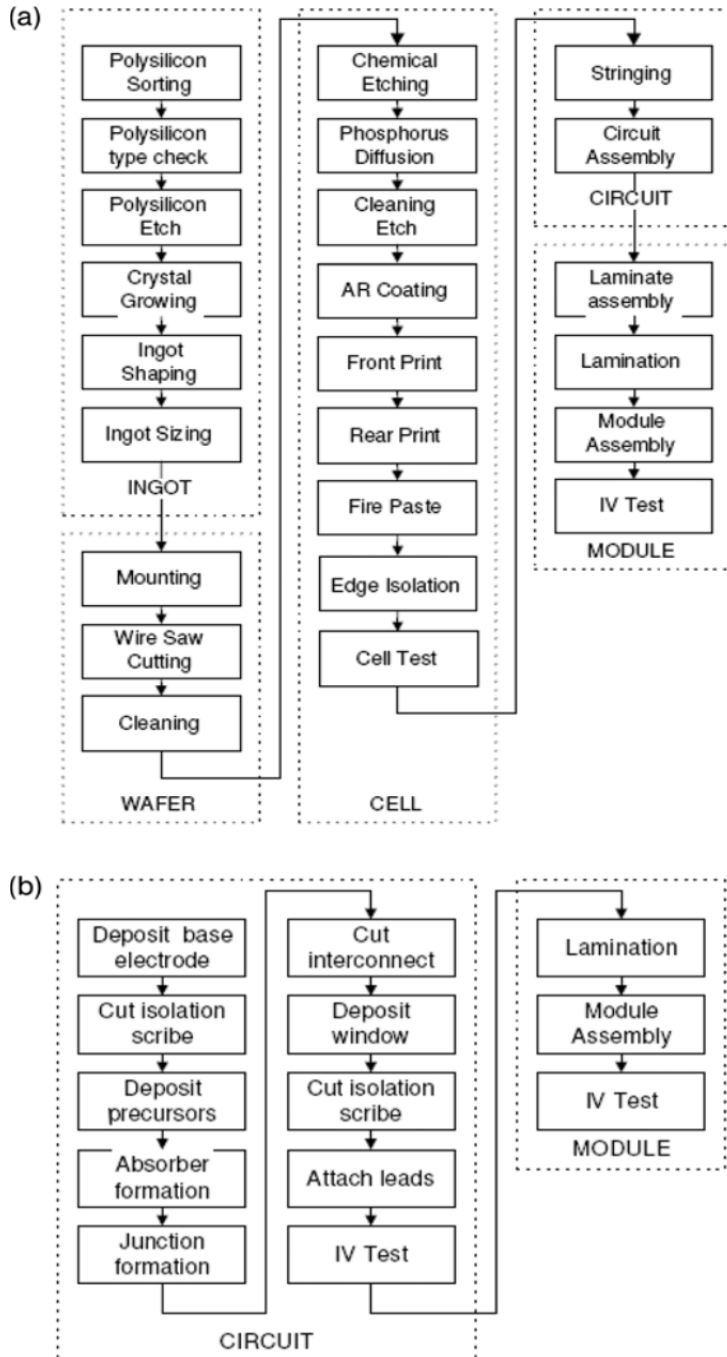 (a)
Polysilicon
Sorting
Polysilicon
type check
Polysilicon
Etch
Crystal
Growing
Ingot
Shaping
Ingot Sizing
INGOT
Mounting
Wire Saw
Cutting
Cleaning
WAFER
Chemical
Etching
Phosphorus
Diffusion
Cleaning
Etch
AR Coating
Front Print
Rear Print
Fire Paste
Edge Isolation
Cell Test
CELL
Stringing
Circuit
Assembly
CIRCUIT
Laminate
assembly
Lamination
Module
Assembly
IV Test
MODULE
(b)
Deposit base
electrode
Cut isolation
scribe
Deposit
precursors
Absorber
formation
Junction
formation
Cut
interconnect
Deposit
window
Cut isolation
scribe
Attach leads
IV Test
CIRCUIT
Lamination
Module
Assembly
IV Test
MODULE